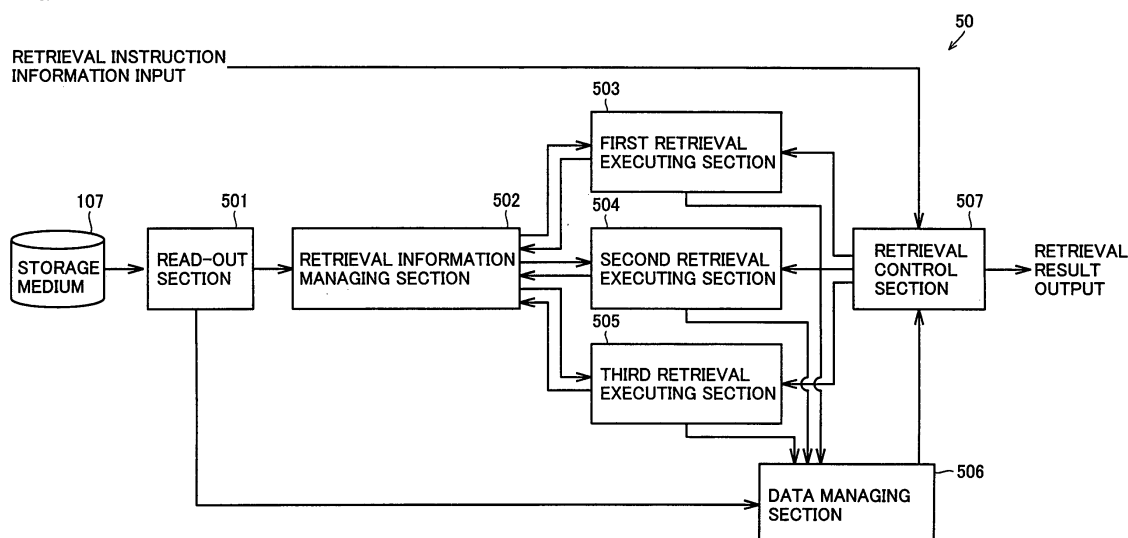 50
RETRIEVAL INSTRUCTION
INFORMATION INPUT
503
FIRST RETRIEVAL
EXECUTING SECTION
107
STORAGE
MEDIUM
501
READ-OUT
SECTION
502
RETRIEVAL INFORMATION
MANAGING SECTION
504
SECOND RETRIEVAL
EXECUTING SECTION
507
RETRIEVAL
CONTROL
SECTION
RETRIEVAL
RESULT
OUTPUT
505
THIRD RETRIEVAL
EXECUTING SECTION
506
DATA MANAGING
SECTION